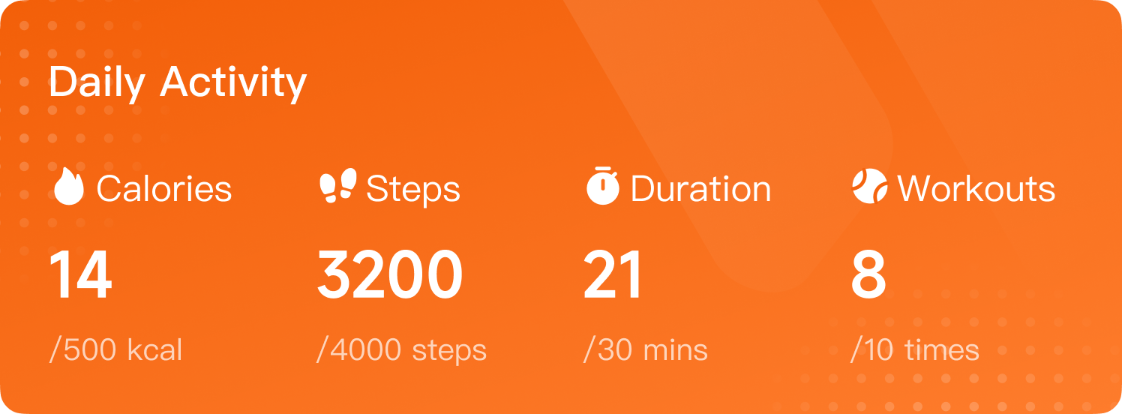 Daily Activity
Calories Steps Duration Workouts
14 3200 21 8
/500 kcal /4000 steps /30 mins /10 times